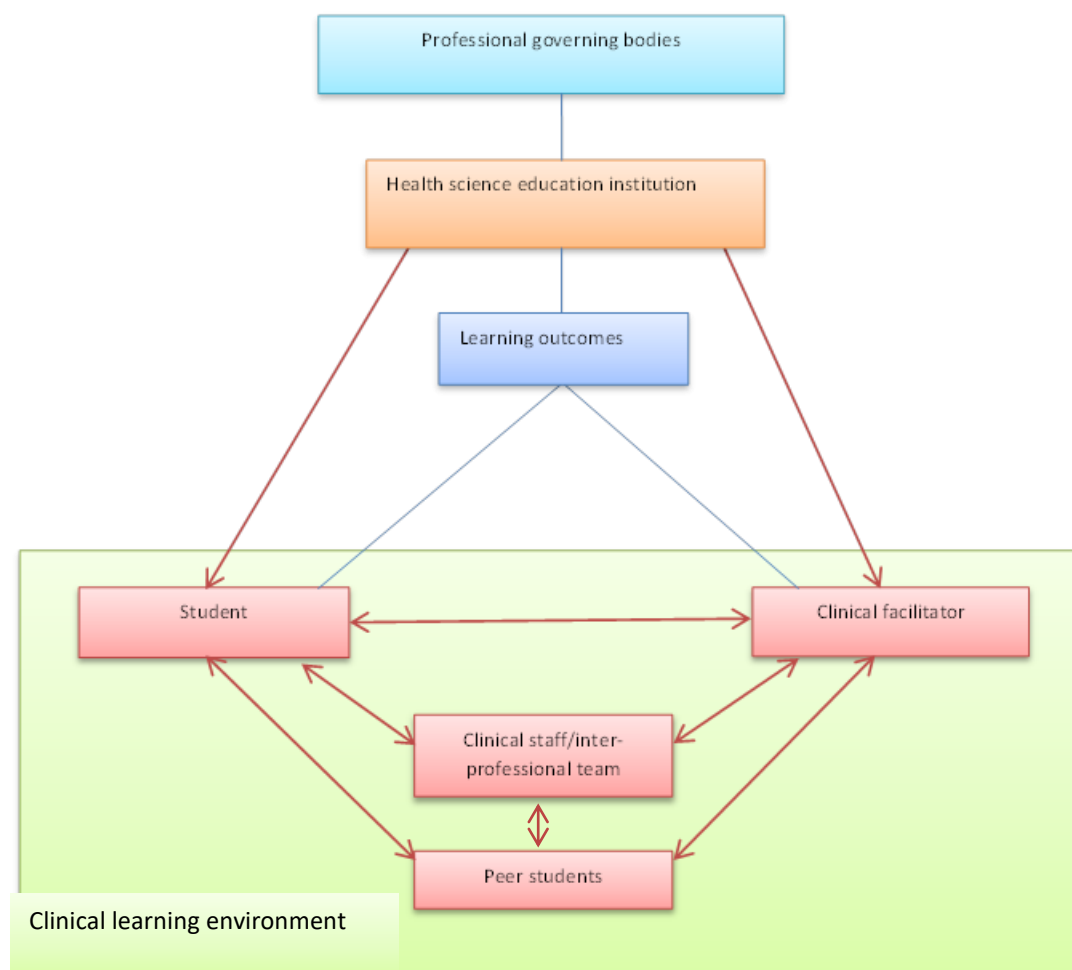 Professional governing bodies
Health science education institution
Learning outcomes
Student
Clinical facilitator
Clinical staff/inter-
professional team
Peer students
Clinical learning environment